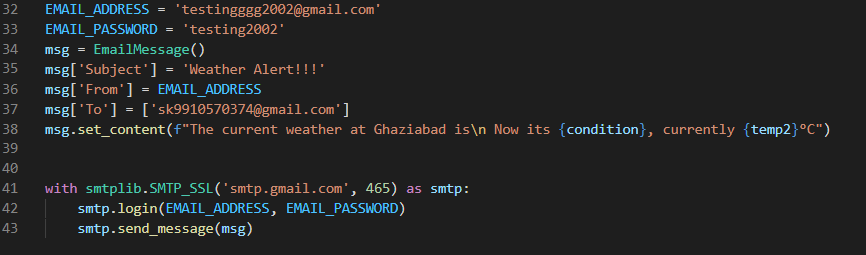 32 EMAIL_ADDRESS = 'testingggg2002@gmail.com'
33 EMAIL_PASSWORD = 'testing2002'
34 msg = EmailMessage()
35 msg['Subject'] = 'Weather Alert!!!'
36 msg['From'] = EMAIL_ADDRESS
37 msg['To'] = ['sk9910570374@gmail.com']
38 msg.set_content(f"The current weather at Ghaziabad is\n Now its {condition}, currently {temp2}°C")
39
40
41 with smtplib.SMTP_SSL('smtp.gmail.com', 465) as smtp:
42     smtp.login(EMAIL_ADDRESS, EMAIL_PASSWORD)
43     smtp.send_message(msg)